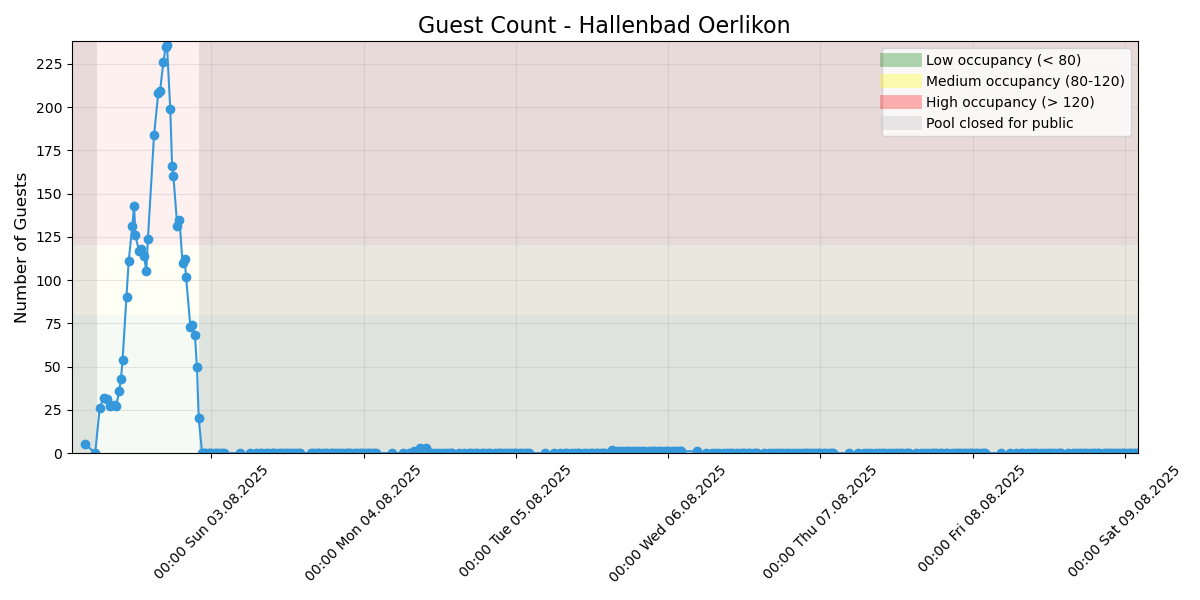 Guest Count - Hallenbad Oerlikon
Number of Guests
225
200
175
150
125
100
75
50
25
0
Low occupancy (< 80)
Medium occupancy (80-120)
High occupancy (> 120)
Pool closed for public
00:00 Sun 03.08.2025
00:00 Mon 04.08.2025
00:00 Tue 05.08.2025
00:00 Wed 06.08.2025
00:00 Thu 07.08.2025
00:00 Fri 08.08.2025
00:00 Sat 09.08.2025